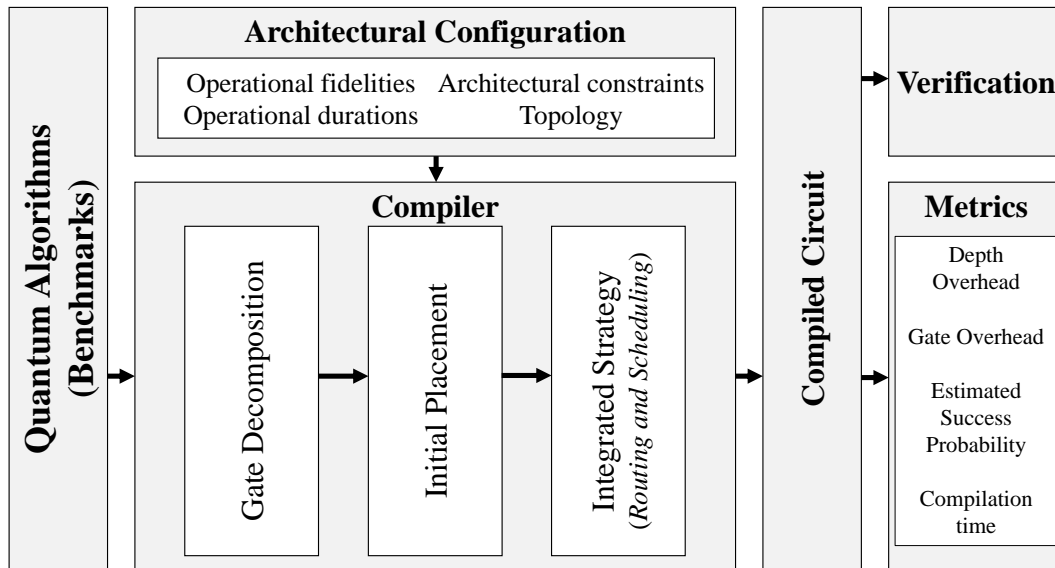 Quantum Algorithms
(Benchmarks)
Architectural Configuration
Operational fidelities
Architectural constraints
Operational durations
Topology
Compiler
Gate Decomposition
Initial Placement
Integrated Strategy
(Routing and Scheduling)
Compiled Circuit
Verification
Metrics
Depth
Overhead
Gate Overhead
Estimated
Success
Probability
Compilation
time